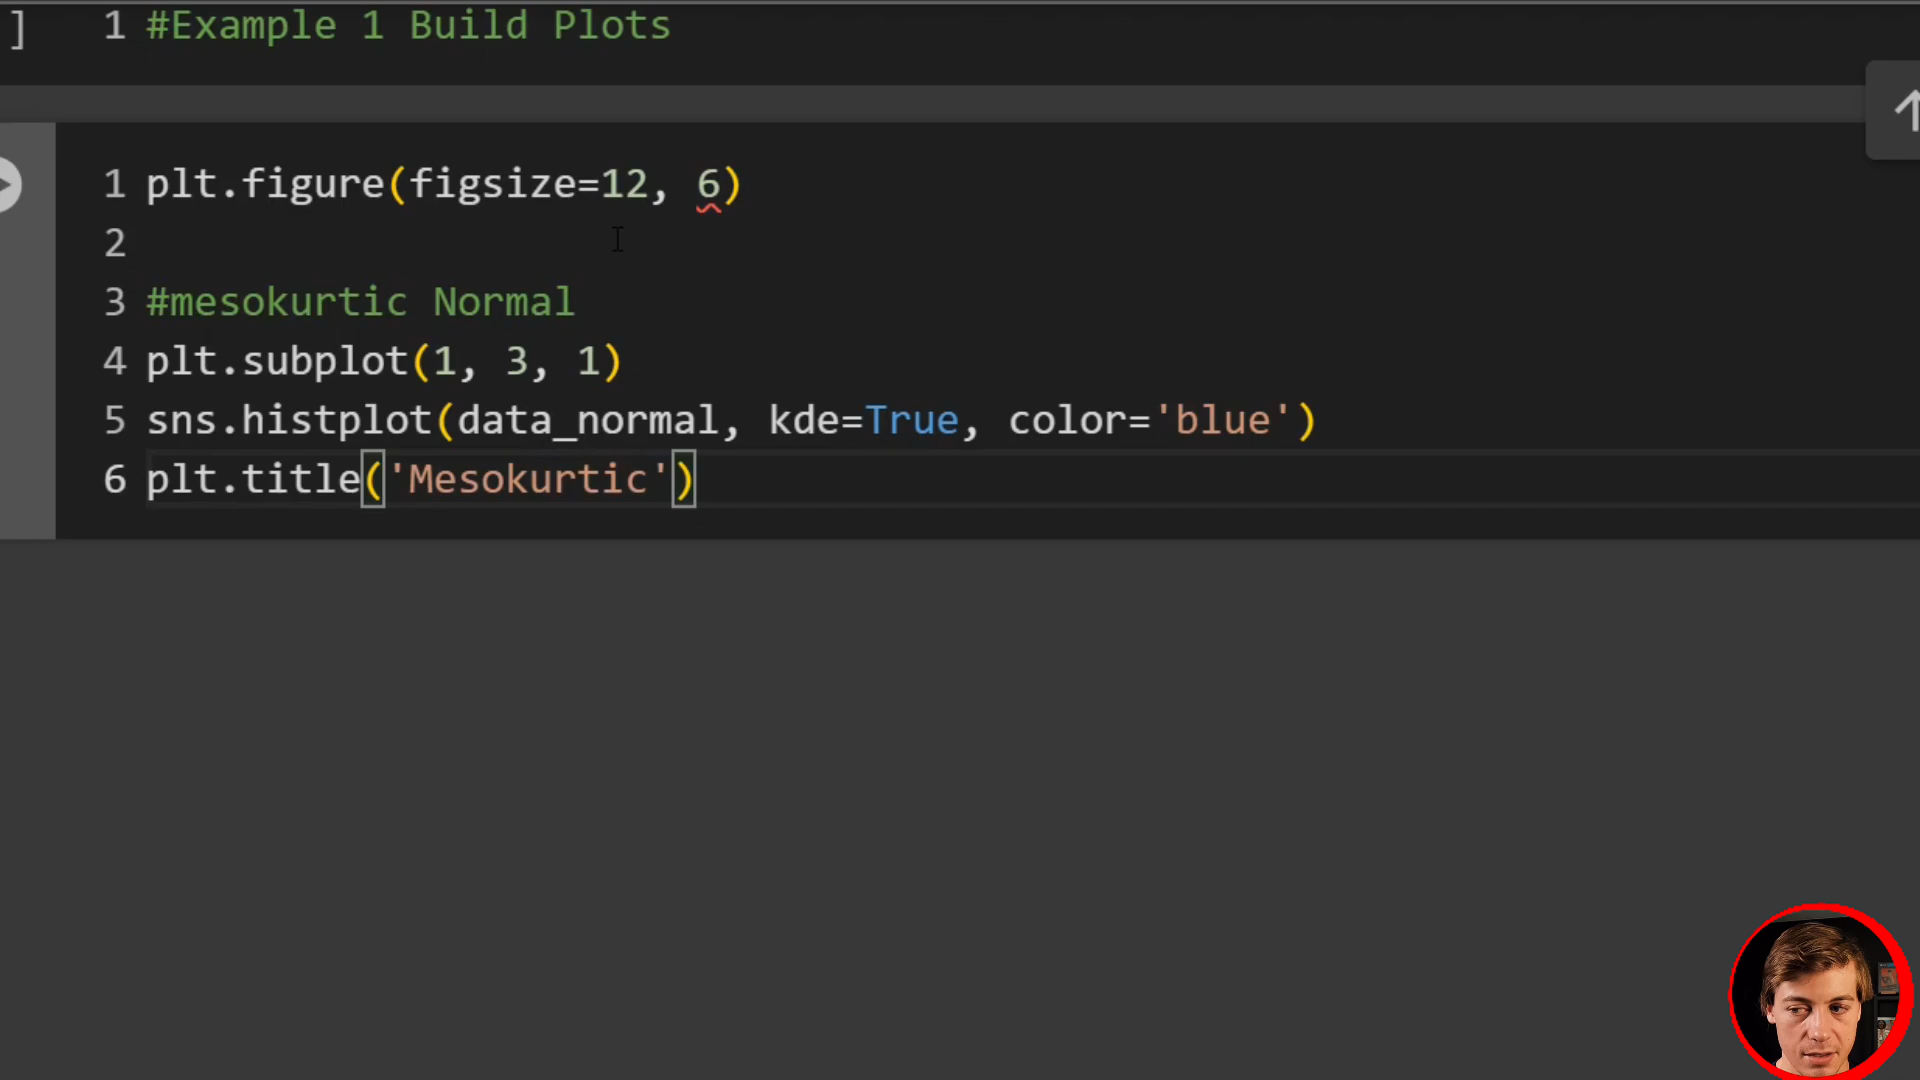 ] 1 #Example 1 Build Plots
1 plt.figure(figsize=12, 6)
2
3 #mesokurtic Normal
4 plt.subplot(1, 3, 1)
5 sns.histplot(data_normal, kde=True, color='blue')
6 plt.title('Mesokurtic')